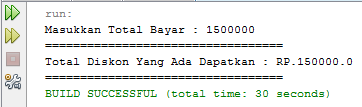 run:
Masukkan Total Bayar : 1500000
==================================
Total Diskon Yang Ada Dapatkan : RP.150000.0
==================================
BUILD SUCCESSFUL (total time: 30 seconds)